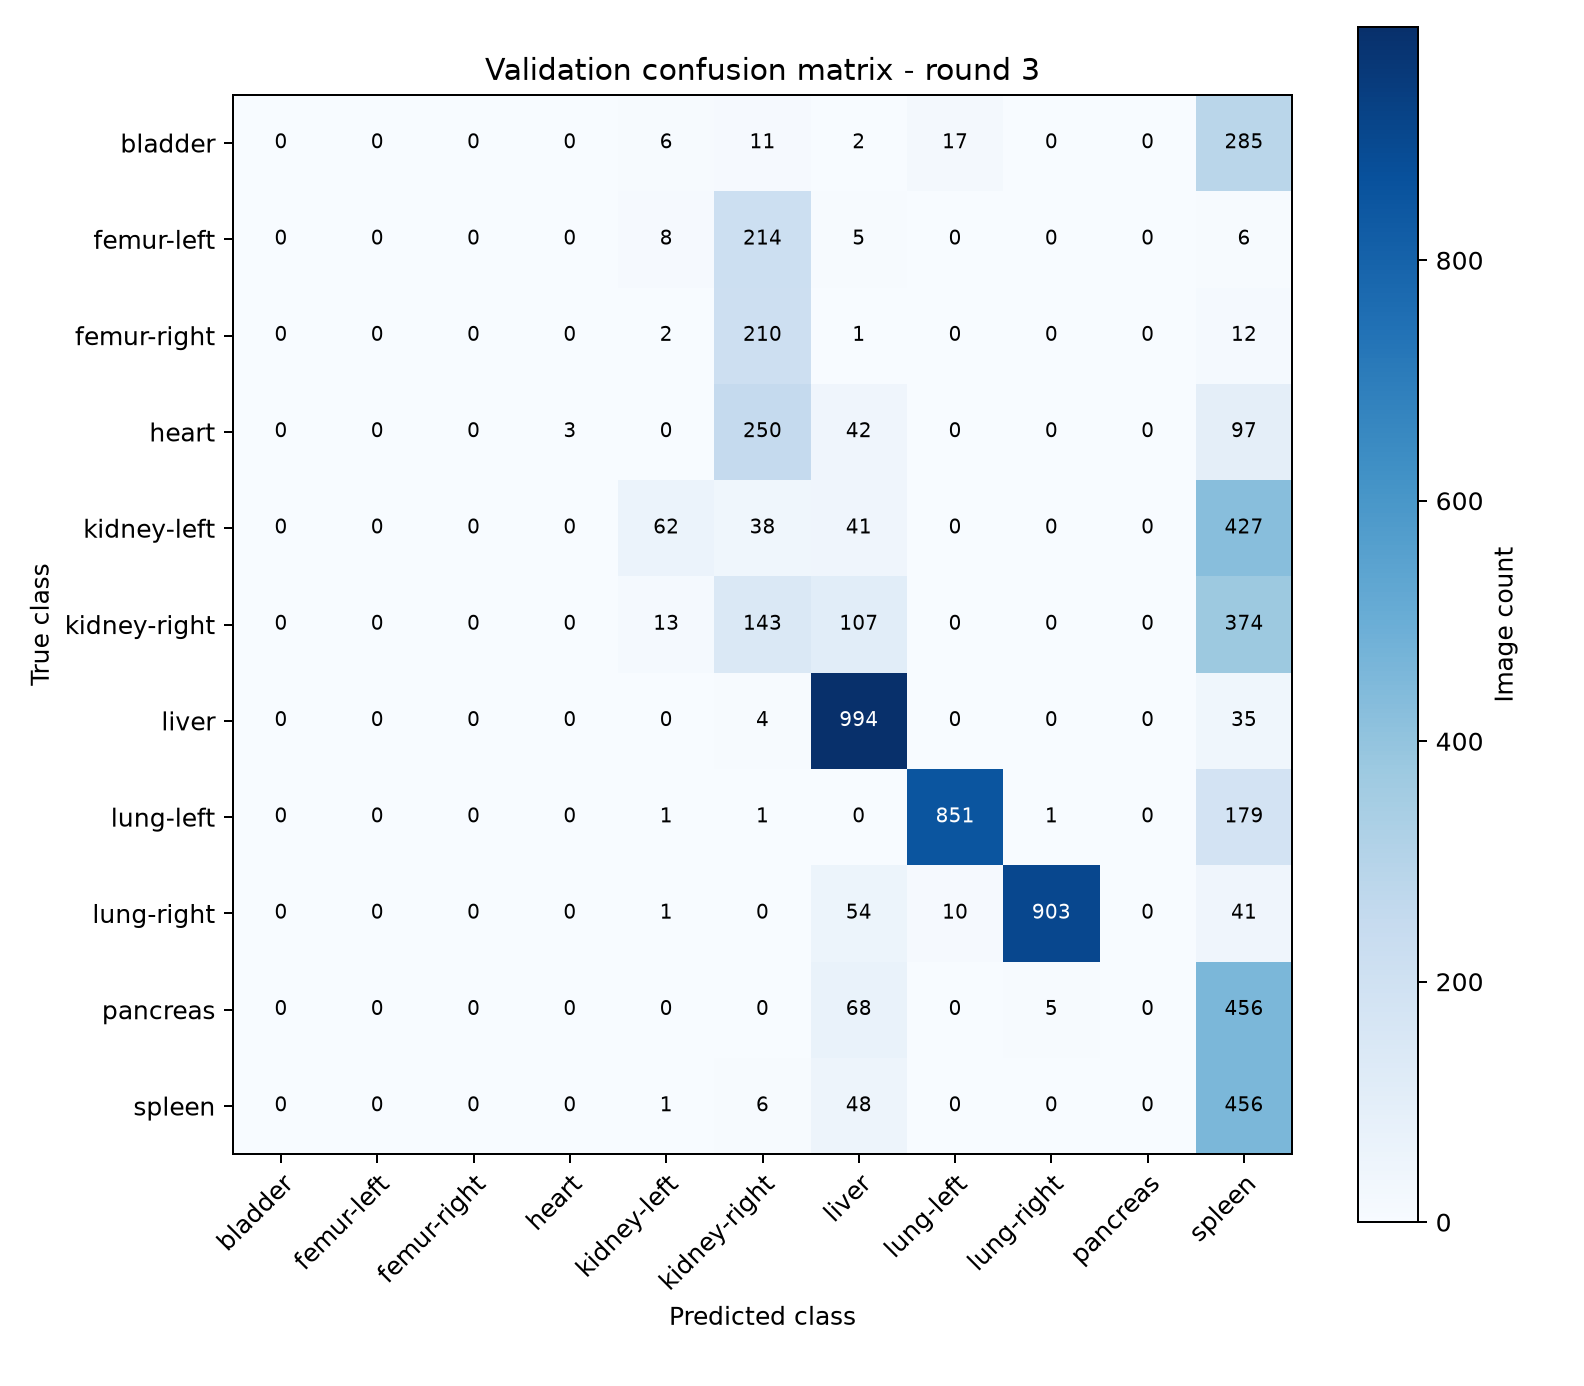 Validation confusion matrix - round 3
bladder 0 0 0 0 6 11 2 17 0 0 285
femur-left 0 0 0 0 8 214 5 0 0 0 6
femur-right 0 0 0 0 2 210 1 0 0 0 12
heart 0 0 0 3 0 250 42 0 0 0 97
kidney-left 0 0 0 0 62 38 41 0 0 0 427
kidney-right 0 0 0 0 13 143 107 0 0 0 374
liver 0 0 0 0 0 4 994 0 0 0 35
lung-left 0 0 0 0 1 1 0 851 1 0 179
lung-right 0 0 0 0 1 0 54 10 903 0 41
pancreas 0 0 0 0 0 0 68 0 5 0 456
spleen 0 0 0 0 1 6 48 0 0 0 456
bladder femur-left femur-right heart kidney-left kidney-right liver lung-left lung-right pancreas spleen
Predicted class
True class
800
600
400
200
0
Image count